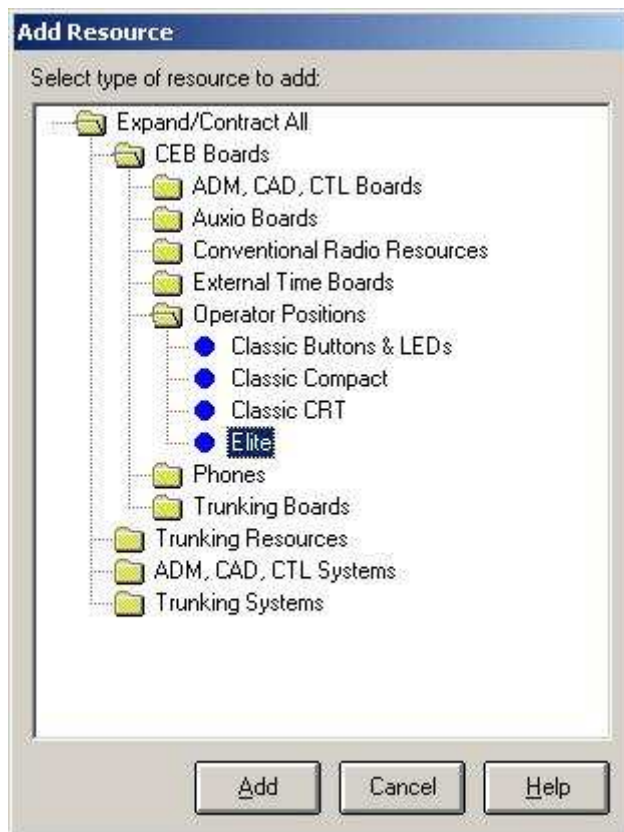 Add Resource
Select type of resource to add:
Expand/Contract All
CEB Boards
ADM, CAD, CTL Boards
Auxio Boards
Conventional Radio Resources
External Time Boards
Operator Positions
Classic Buttons & LEDs
Classic Compact
Classic CRT
Elite
Phones
Trunking Boards
Trunking Resources
ADM, CAD, CTL Systems
Trunking Systems
Add Cancel Help